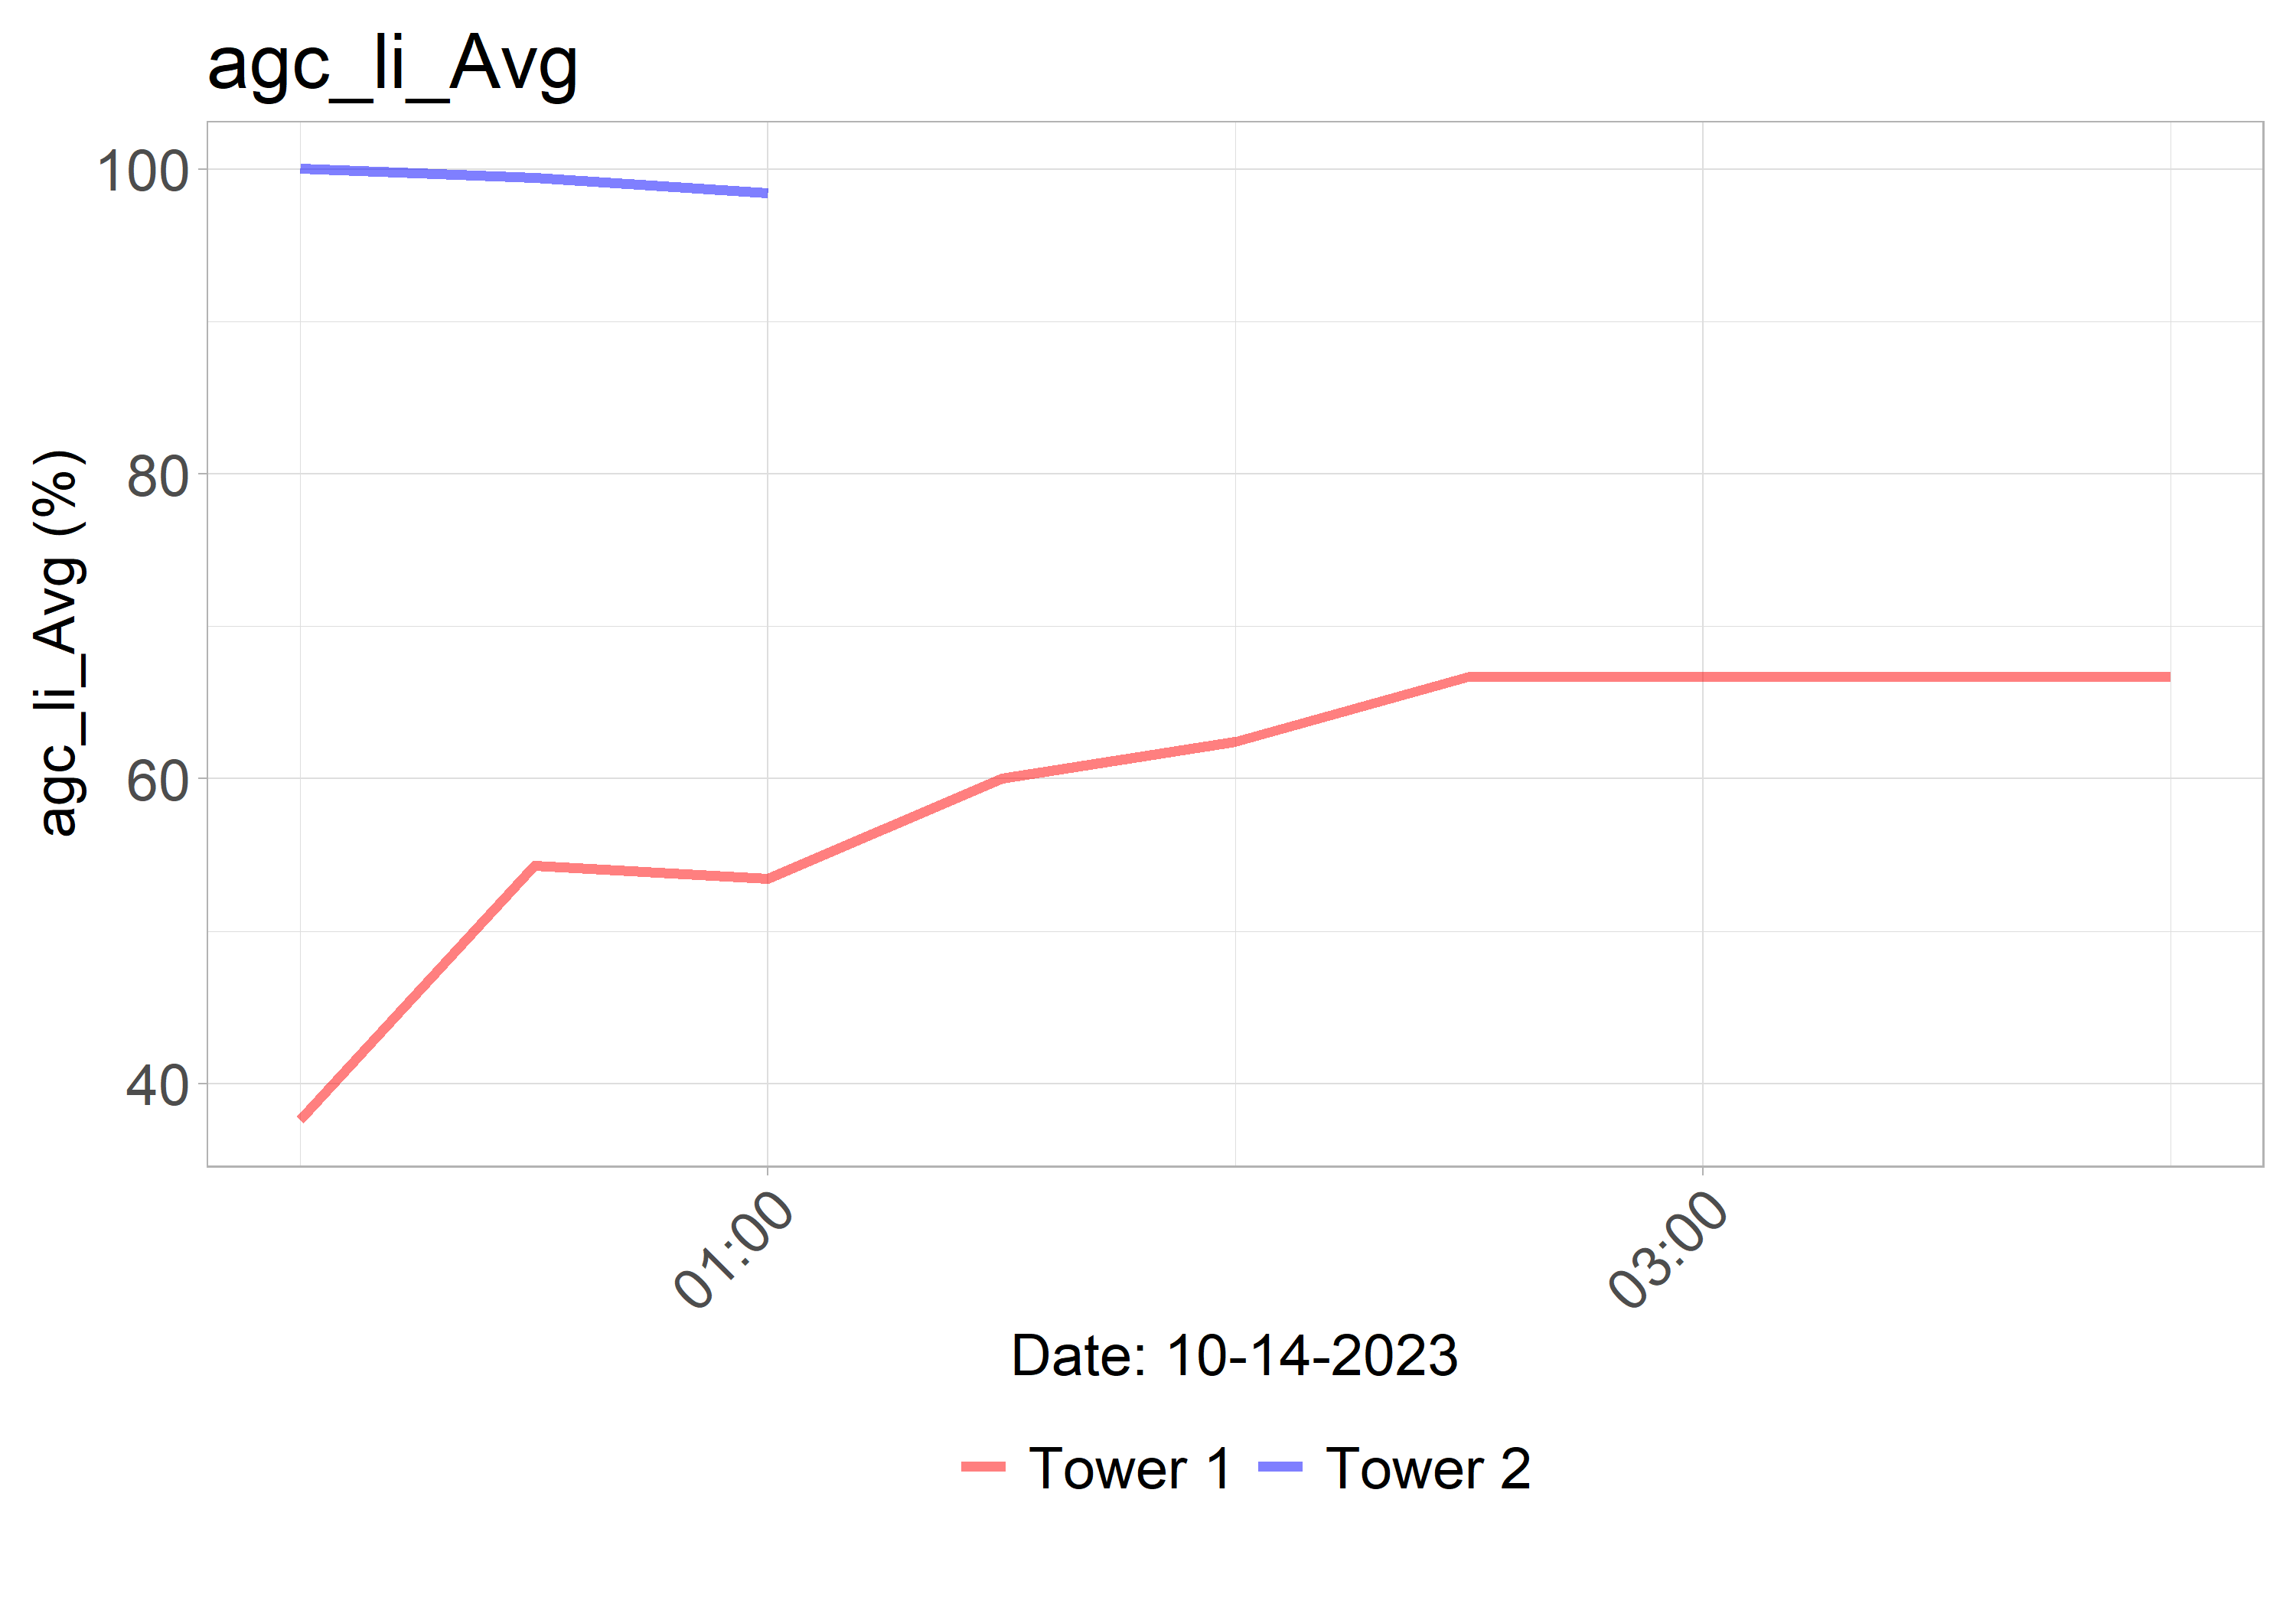 agc_li_Avg
agc_li_Avg (%)
100
80
60
40
01:00
03:00
Date: 10-14-2023
Tower 1
Tower 2